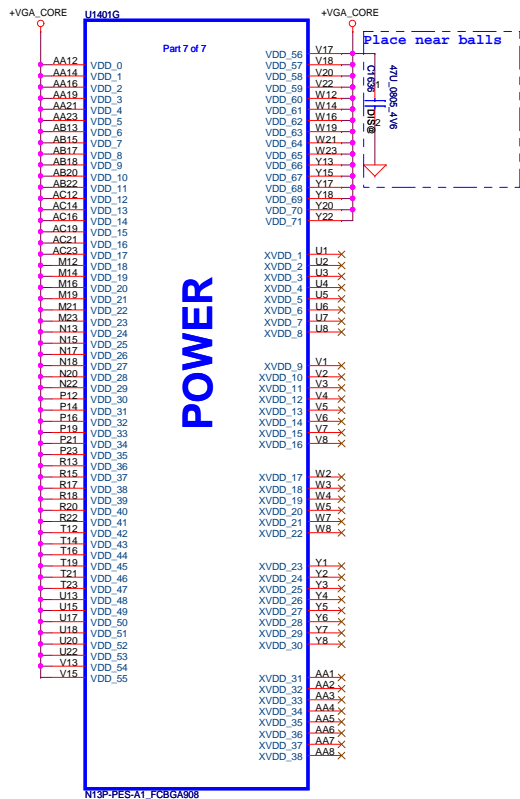 +VGA_CORE
U1401G
+VGA_CORE
Part 7 of 7
POWER
AA12 VDD_0
AA14 VDD_1
AA16 VDD_2
AA19 VDD_3
AA21 VDD_4
AA23 VDD_5
AB13 VDD_6
AB15 VDD_7
AB17 VDD_8
AB18 VDD_9
AB20 VDD_10
AB22 VDD_11
AC12 VDD_12
AC14 VDD_13
AC16 VDD_14
AC19 VDD_15
AC21 VDD_16
AC23 VDD_17
M12 VDD_18
M14 VDD_19
M16 VDD_20
M19 VDD_21
M21 VDD_22
M23 VDD_23
N13 VDD_24
N15 VDD_25
N17 VDD_26
N18 VDD_27
N20 VDD_28
N22 VDD_29
P12 VDD_30
P14 VDD_31
P16 VDD_32
P19 VDD_33
P21 VDD_34
P23 VDD_35
R13 VDD_36
R15 VDD_37
R17 VDD_38
R18 VDD_39
R20 VDD_40
R22 VDD_41
T12 VDD_42
T14 VDD_43
T16 VDD_44
T19 VDD_45
T21 VDD_46
T23 VDD_47
U13 VDD_48
U15 VDD_49
U17 VDD_50
U18 VDD_51
U20 VDD_52
U22 VDD_53
V13 VDD_54
V15 VDD_55
VDD_56 V17
VDD_57 V18
VDD_58 V20
VDD_59 V22
VDD_60 W12
VDD_61 W14
VDD_62 W16
VDD_63 W19
VDD_64 W21
VDD_65 W23
VDD_66 Y13
VDD_67 Y15
VDD_68 Y17
VDD_69 Y18
VDD_70 Y20
VDD_71 Y22
XVDD_1 U1
XVDD_2 U2
XVDD_3 U3
XVDD_4 U4
XVDD_5 U5
XVDD_6 U6
XVDD_7 U7
XVDD_8 U8
XVDD_9 V1
XVDD_10 V2
XVDD_11 V3
XVDD_12 V4
XVDD_13 V5
XVDD_14 V6
XVDD_15 V7
XVDD_16 V8
XVDD_17 W2
XVDD_18 W3
XVDD_19 W4
XVDD_20 W5
XVDD_21 W7
XVDD_22 W8
XVDD_23 Y1
XVDD_24 Y2
XVDD_25 Y3
XVDD_26 Y4
XVDD_27 Y5
XVDD_28 Y6
XVDD_29 Y7
XVDD_30 Y8
XVDD_31 AA1
XVDD_32 AA2
XVDD_33 AA3
XVDD_34 AA4
XVDD_35 AA5
XVDD_36 AA6
XVDD_37 AA7
XVDD_38 AA8
Place near balls
47U_0805_4V6
C1636
1
2
DIS@
N13P-PES-A1_FCBGA908